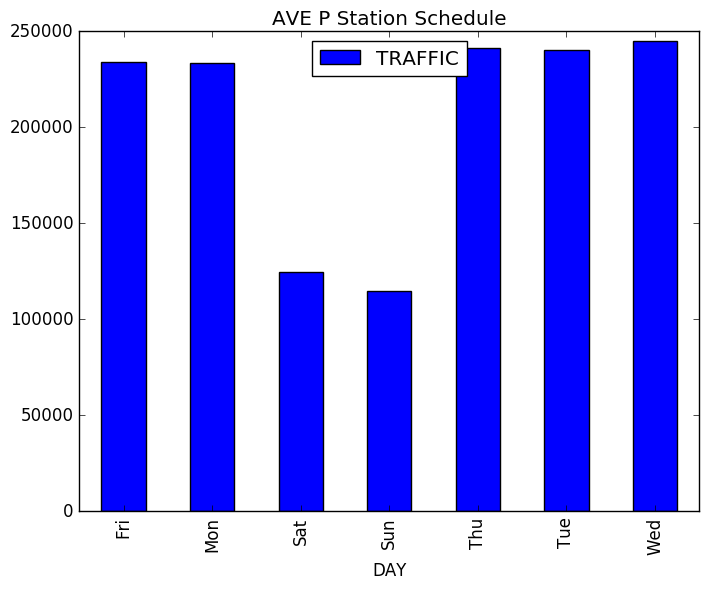 AVE P Station Schedule
TRAFFIC
250000
200000
150000
100000
50000
0
Fri
Mon
Sat
Sun
Thu
Tue
Wed
DAY